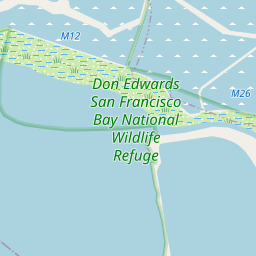 M12
Don Edwards
San Francisco
Bay National
Wildlife
Refuge
M26